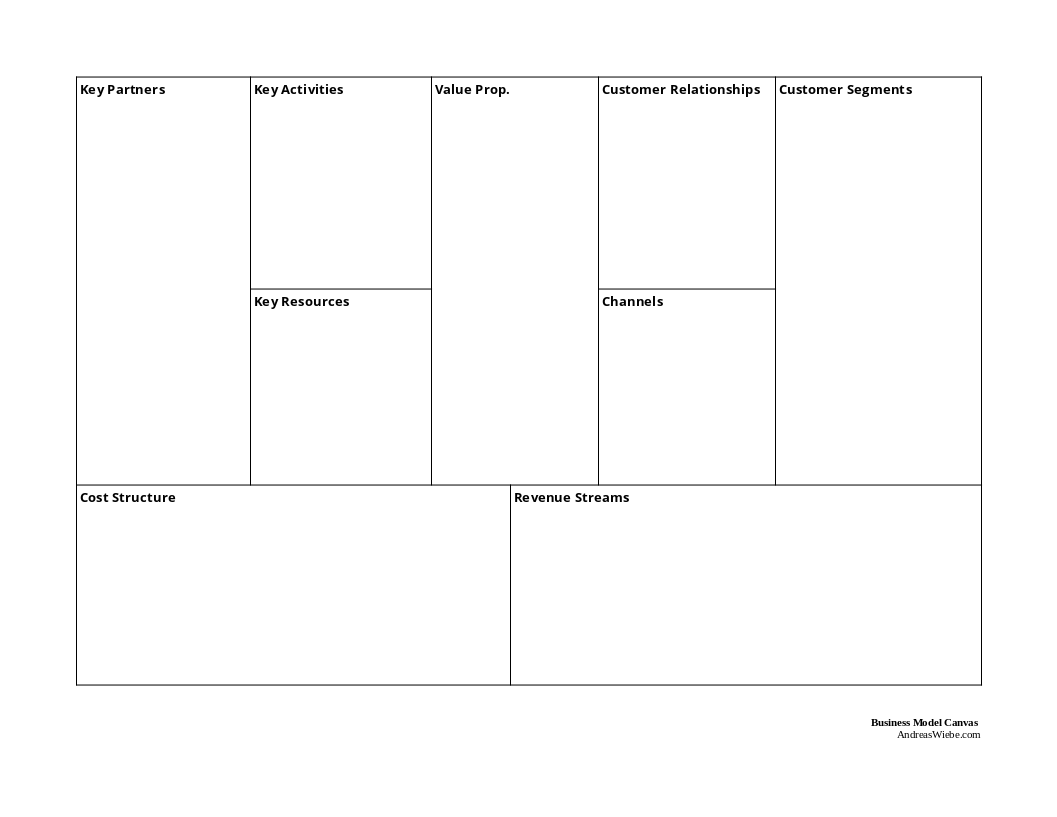 Key Partners
Key Activities
Value Prop.
Customer Relationships
Customer Segments
Key Resources
Channels
Cost Structure
Revenue Streams
Business Model Canvas
AndreasWiebe.com